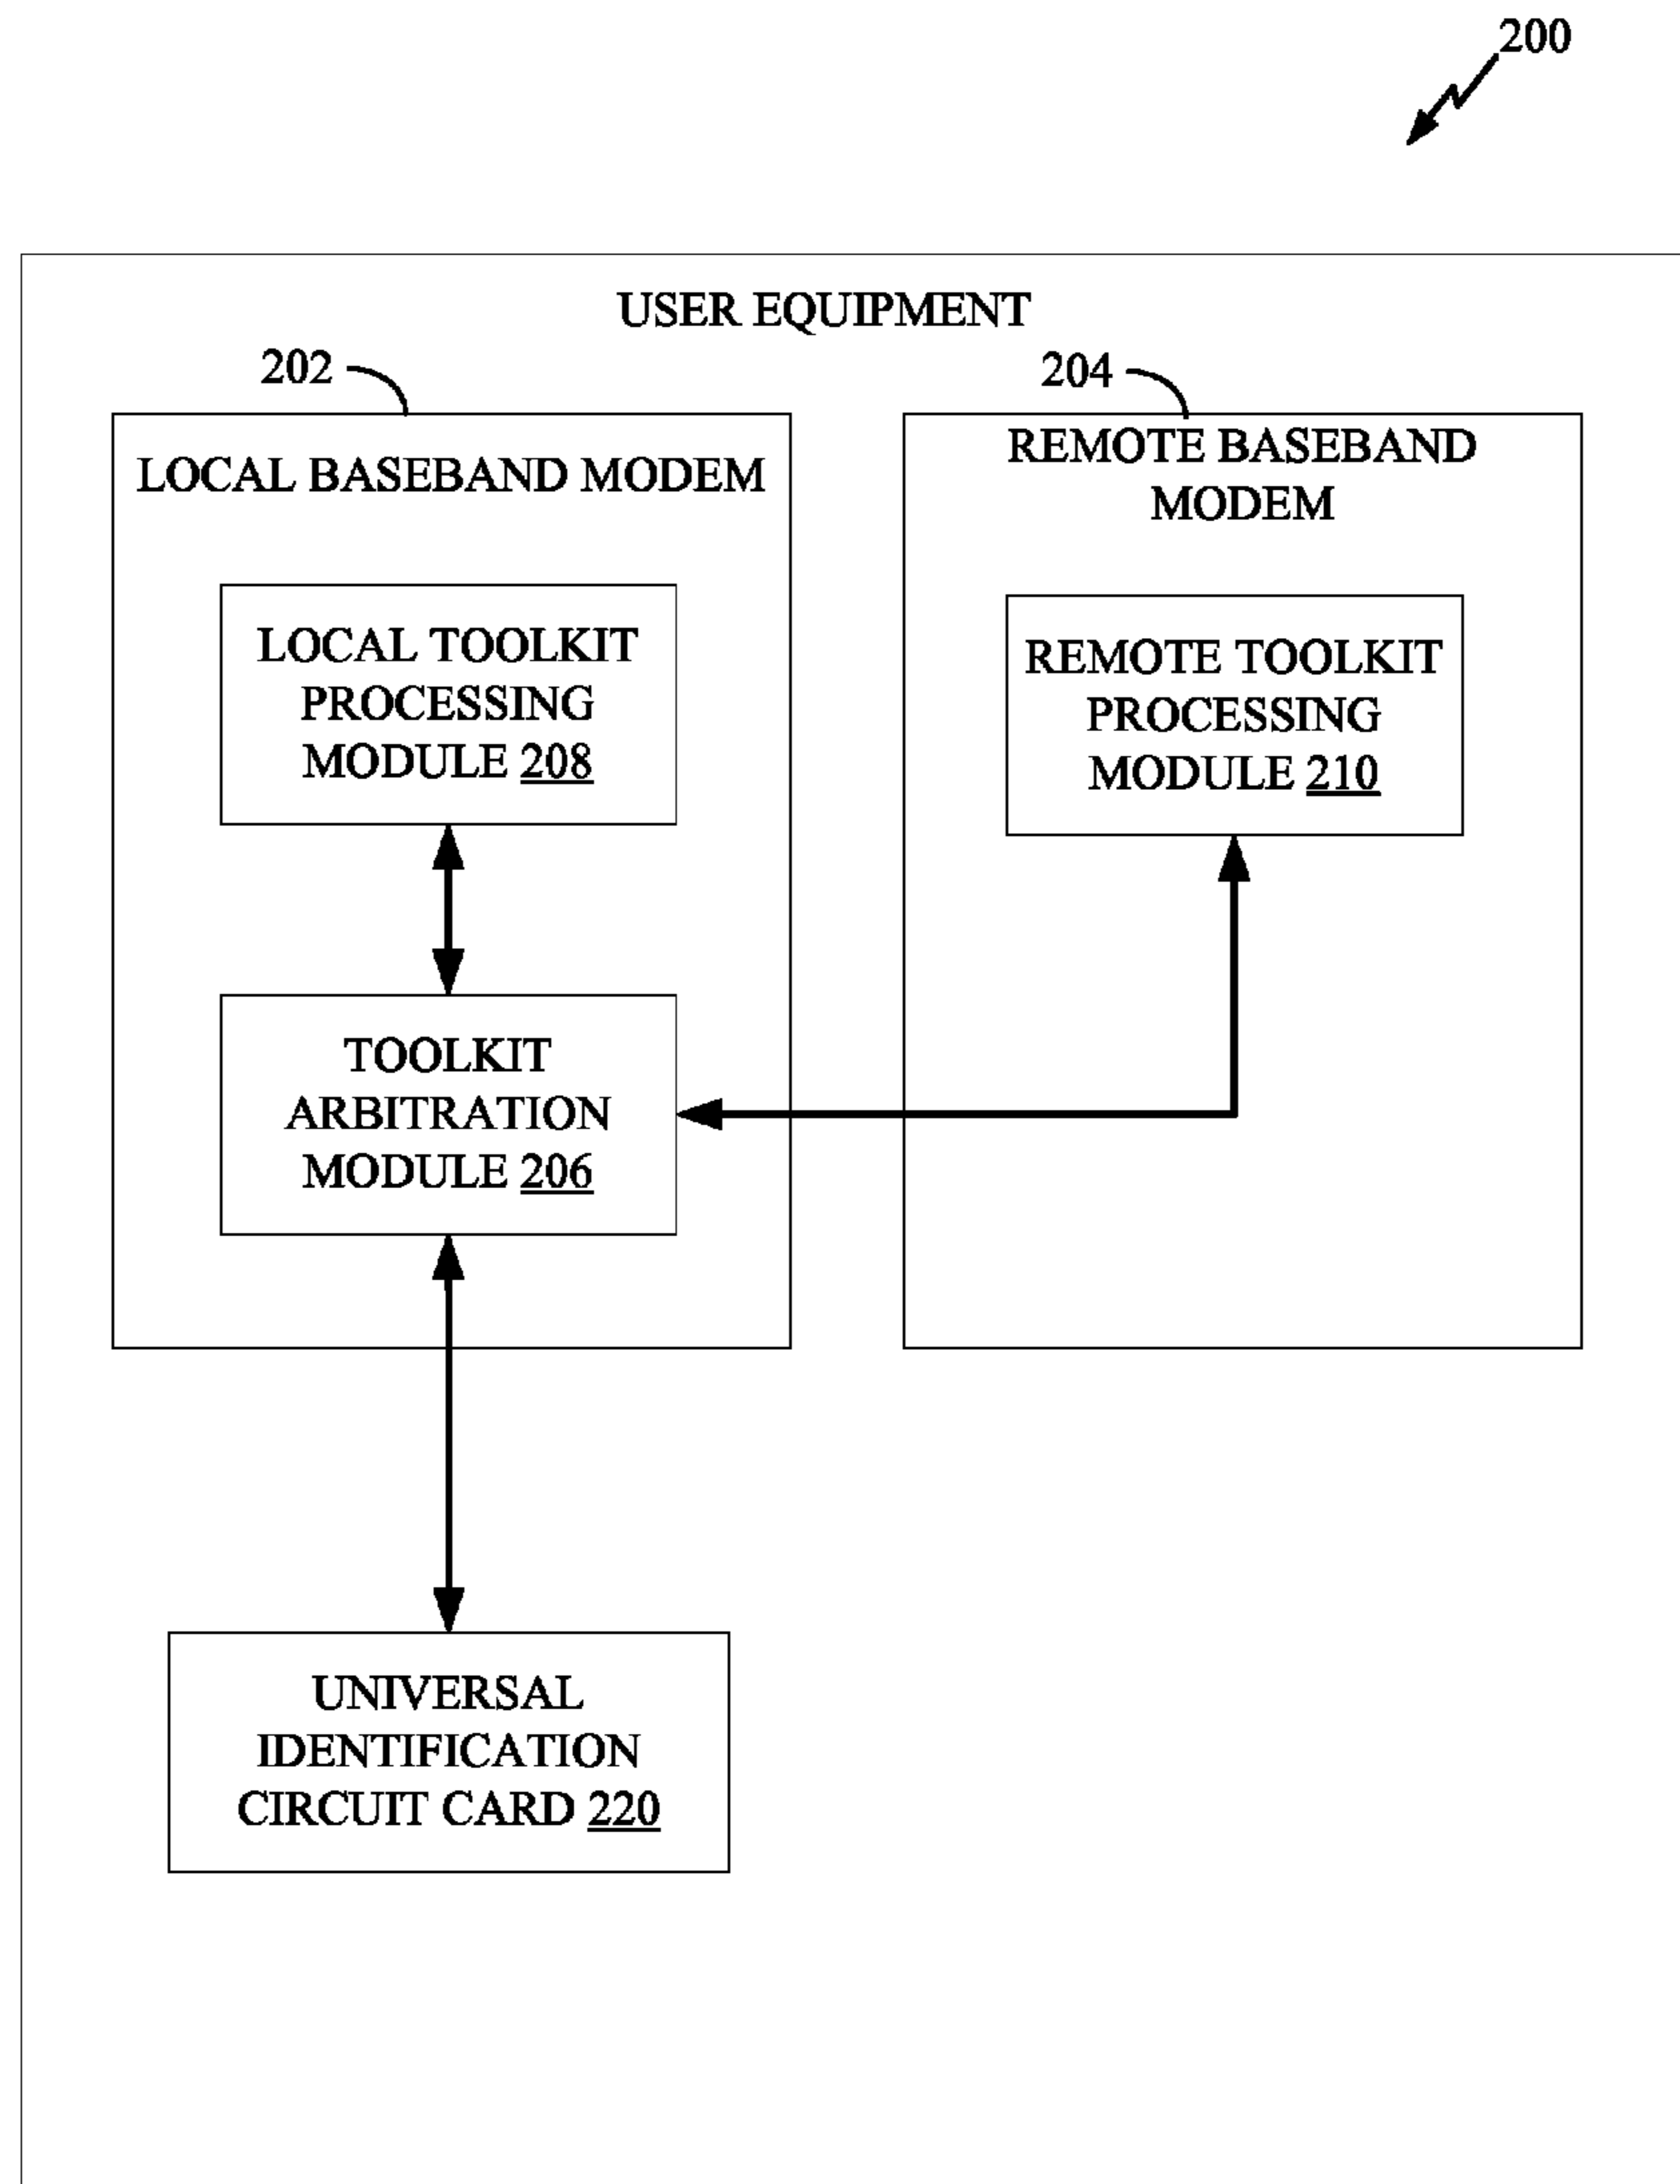 200
USER EQUIPMENT
202
204
LOCAL BASEBAND MODEM
REMOTE BASEBAND
MODEM
LOCAL TOOLKIT
PROCESSING
MODULE 208
REMOTE TOOLKIT
PROCESSING
MODULE 210
TOOLKIT
ARBITRATION
MODULE 206
UNIVERSAL
IDENTIFICATION
CIRCUIT CARD 220